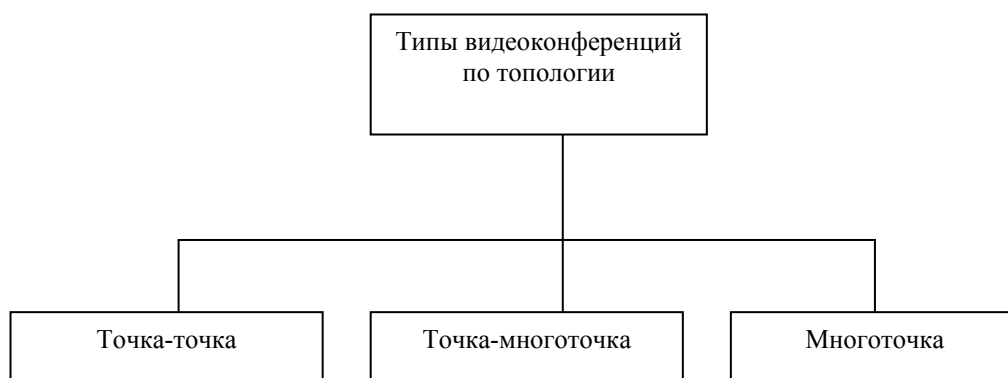 Типы видеоконференций
по топологии
Точка-точка
Точка-многоточка
Многоточка